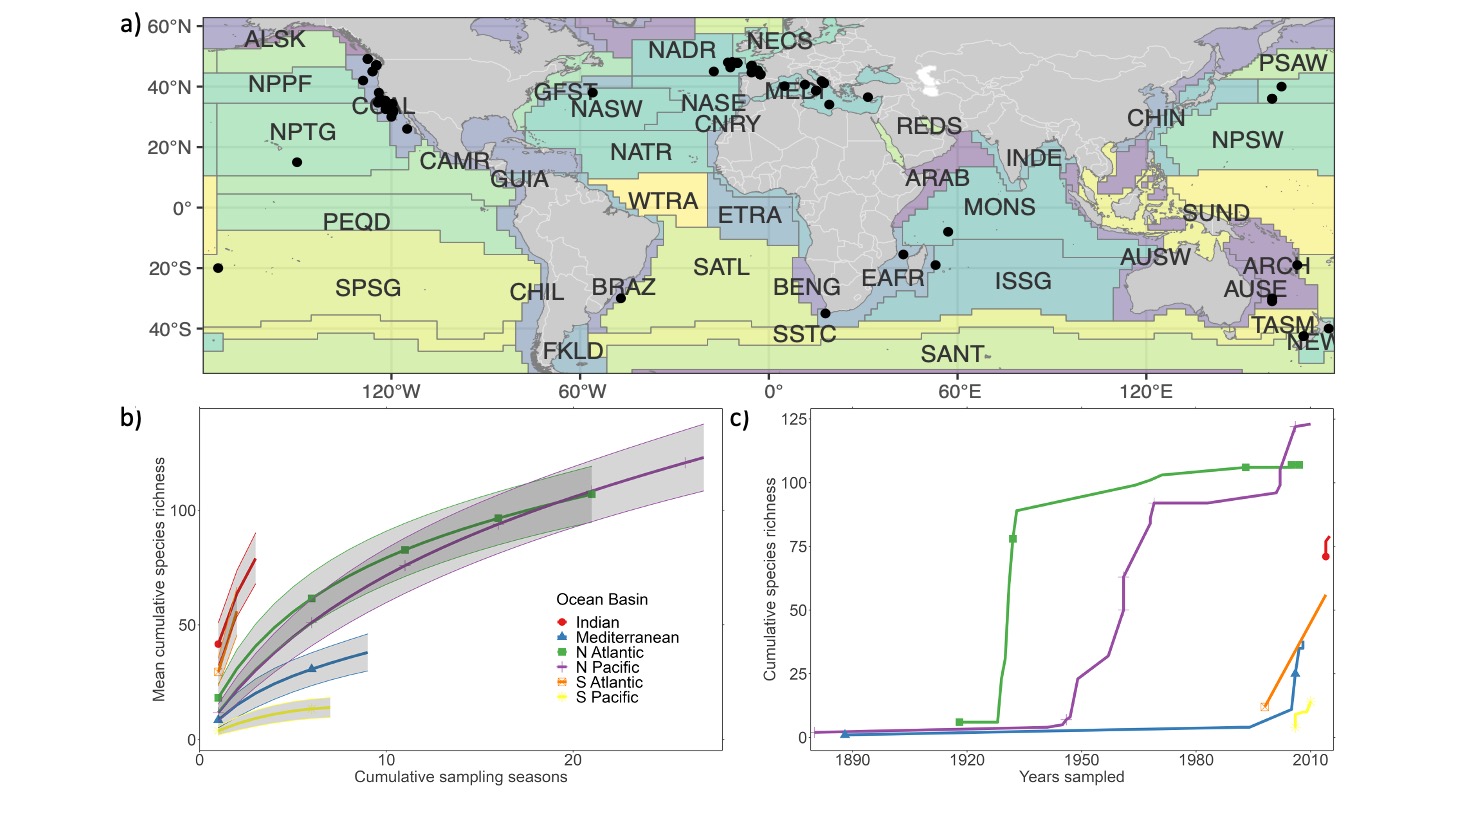 a)
60°N
40°N
20°N
0°
20°S
40°S
ALSK
NADR
NECS
PSAW
NPPF
GFST
NASW
NASE
MEDI
CCAL
CHIN
NPTG
CNRY
REDS
NPSW
CAMR
NATR
INDE
GUIA
ARAB
WTRA
ETRA
MONS
SUND
PEQD
SPSG
CHIL
BRAZ
SATL
BENG
EAFR
ISSG
AUSW
ARCH
AUSE
SSTC
TASM
NEW
FKLD
SANT
120°W 60°W 0° 60°E 120°E
b)
Mean cumulative species richness
100
50
0
0 10 20
Cumulative sampling seasons
Ocean Basin
Indian
Mediterranean
N Atlantic
N Pacific
S Atlantic
S Pacific
c)
Cumulative species richness
125
100
75
50
25
0
1890 1920 1950 1980 2010
Years sampled